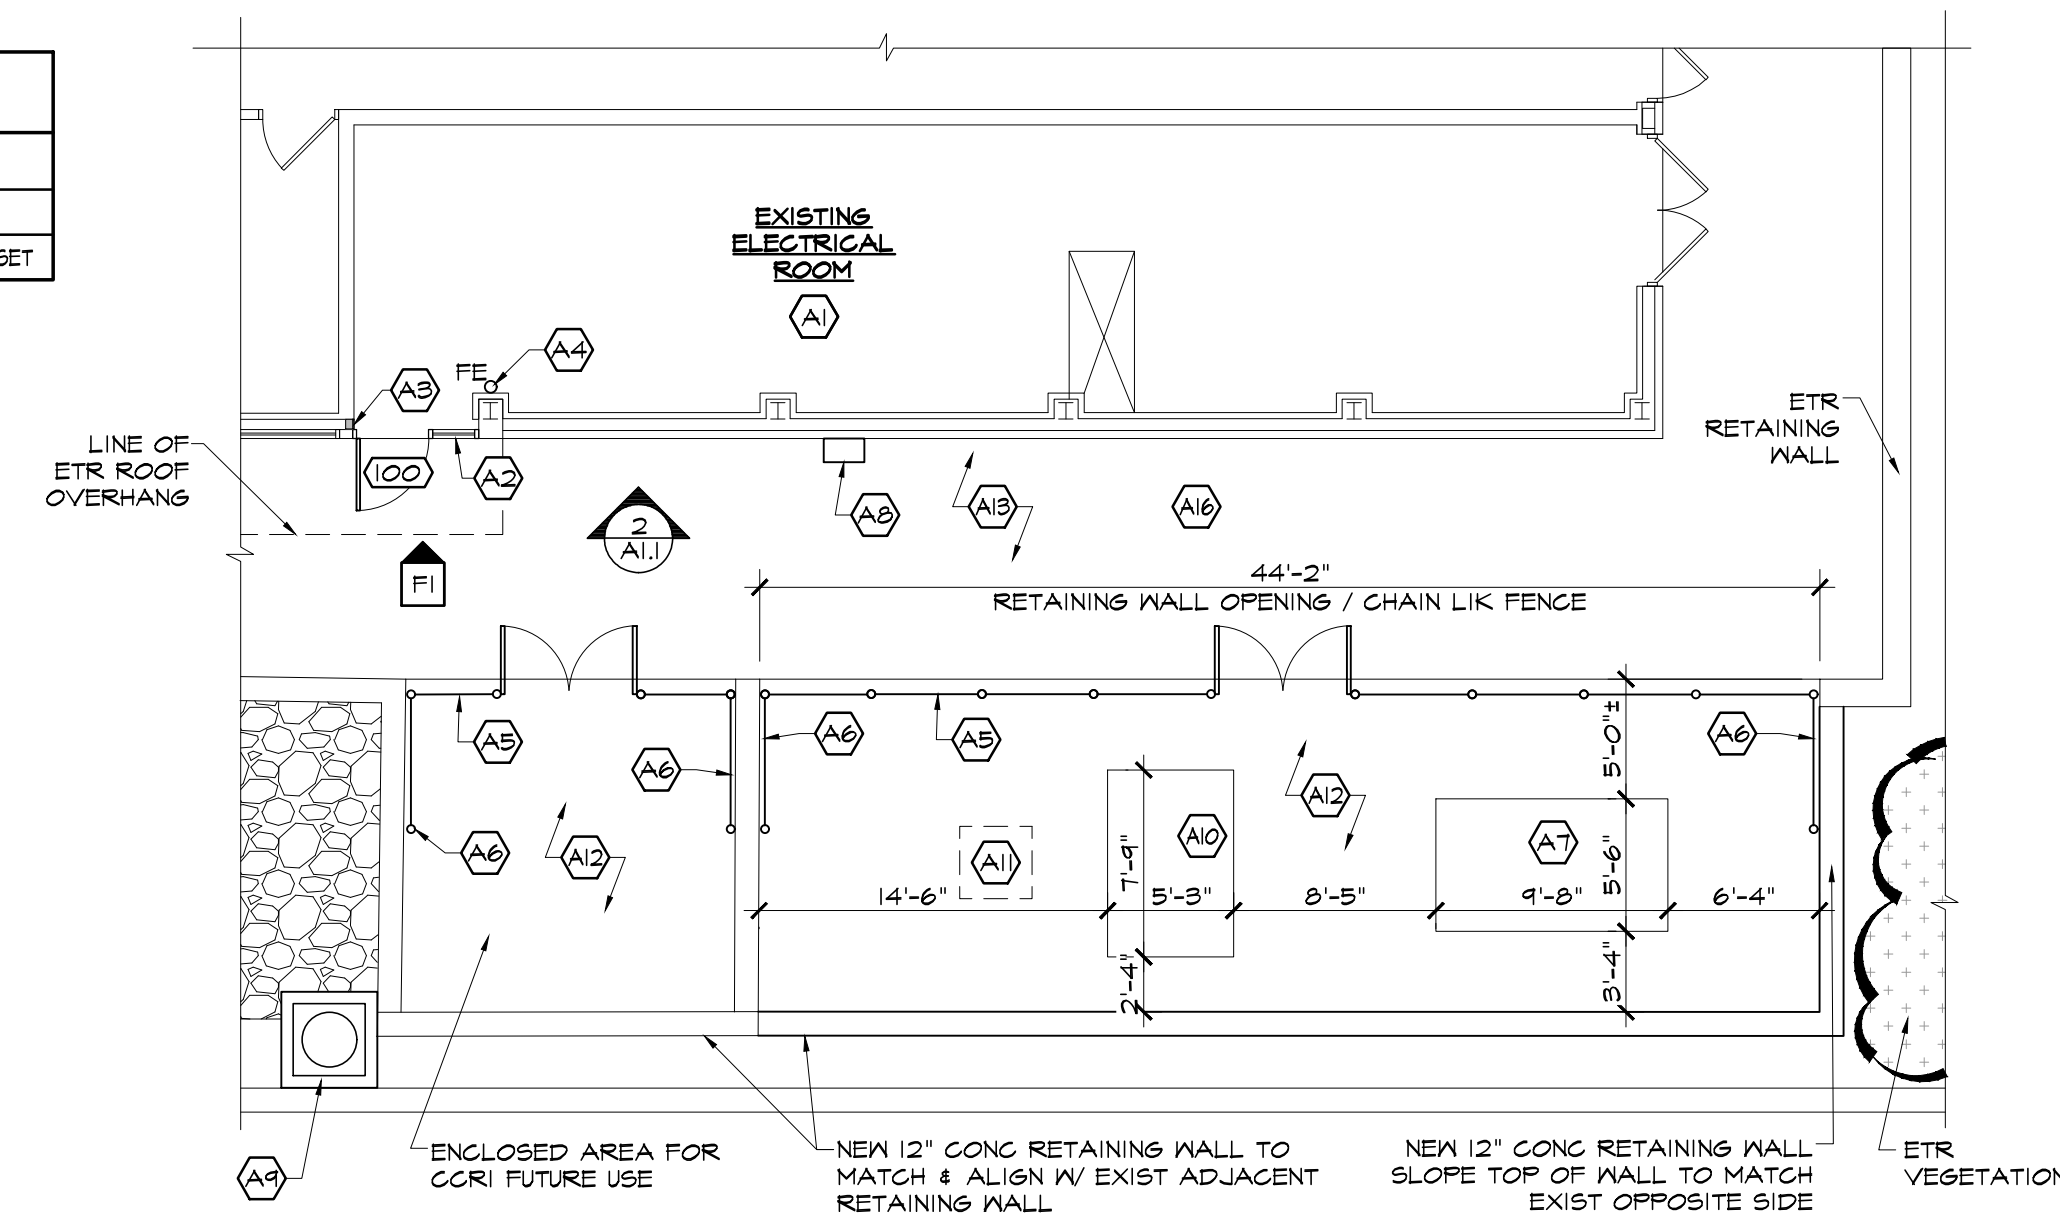 SET
EXISTING
ELECTRICAL
ROOM
A1
A4
FE
A3
LINE OF
ETR ROOF
OVERHANG
100
A2
A8
A13
A16
ETR
RETAINING
WALL
2
A1.1
F1
44'-2"
RETAINING WALL OPENING / CHAIN LIK FENCE
A5
A6
A6
A5
A6
5'-0"±
A6
A12
A11
7'-9"
A10
A12
A7
5'-6"
14'-6"
5'-3"
8'-5"
9'-8"
6'-4"
2'-4"
3'-4"
A9
ENCLOSED AREA FOR
CCRI FUTURE USE
NEW 12" CONC RETAINING WALL TO
MATCH & ALIGN W/ EXIST ADJACENT
RETAINING WALL
NEW 12" CONC RETAINING WALL
SLOPE TOP OF WALL TO MATCH
EXIST OPPOSITE SIDE
ETR
VEGETATION